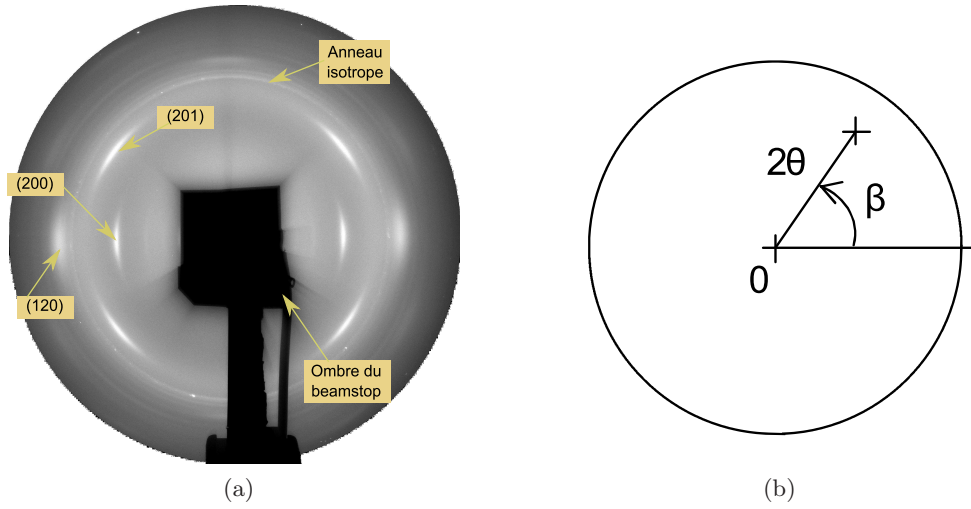 Anneau
isotrope
(201)
(200)
(120)
Ombre du
beamstop
2θ
β
0
(a)
(b)